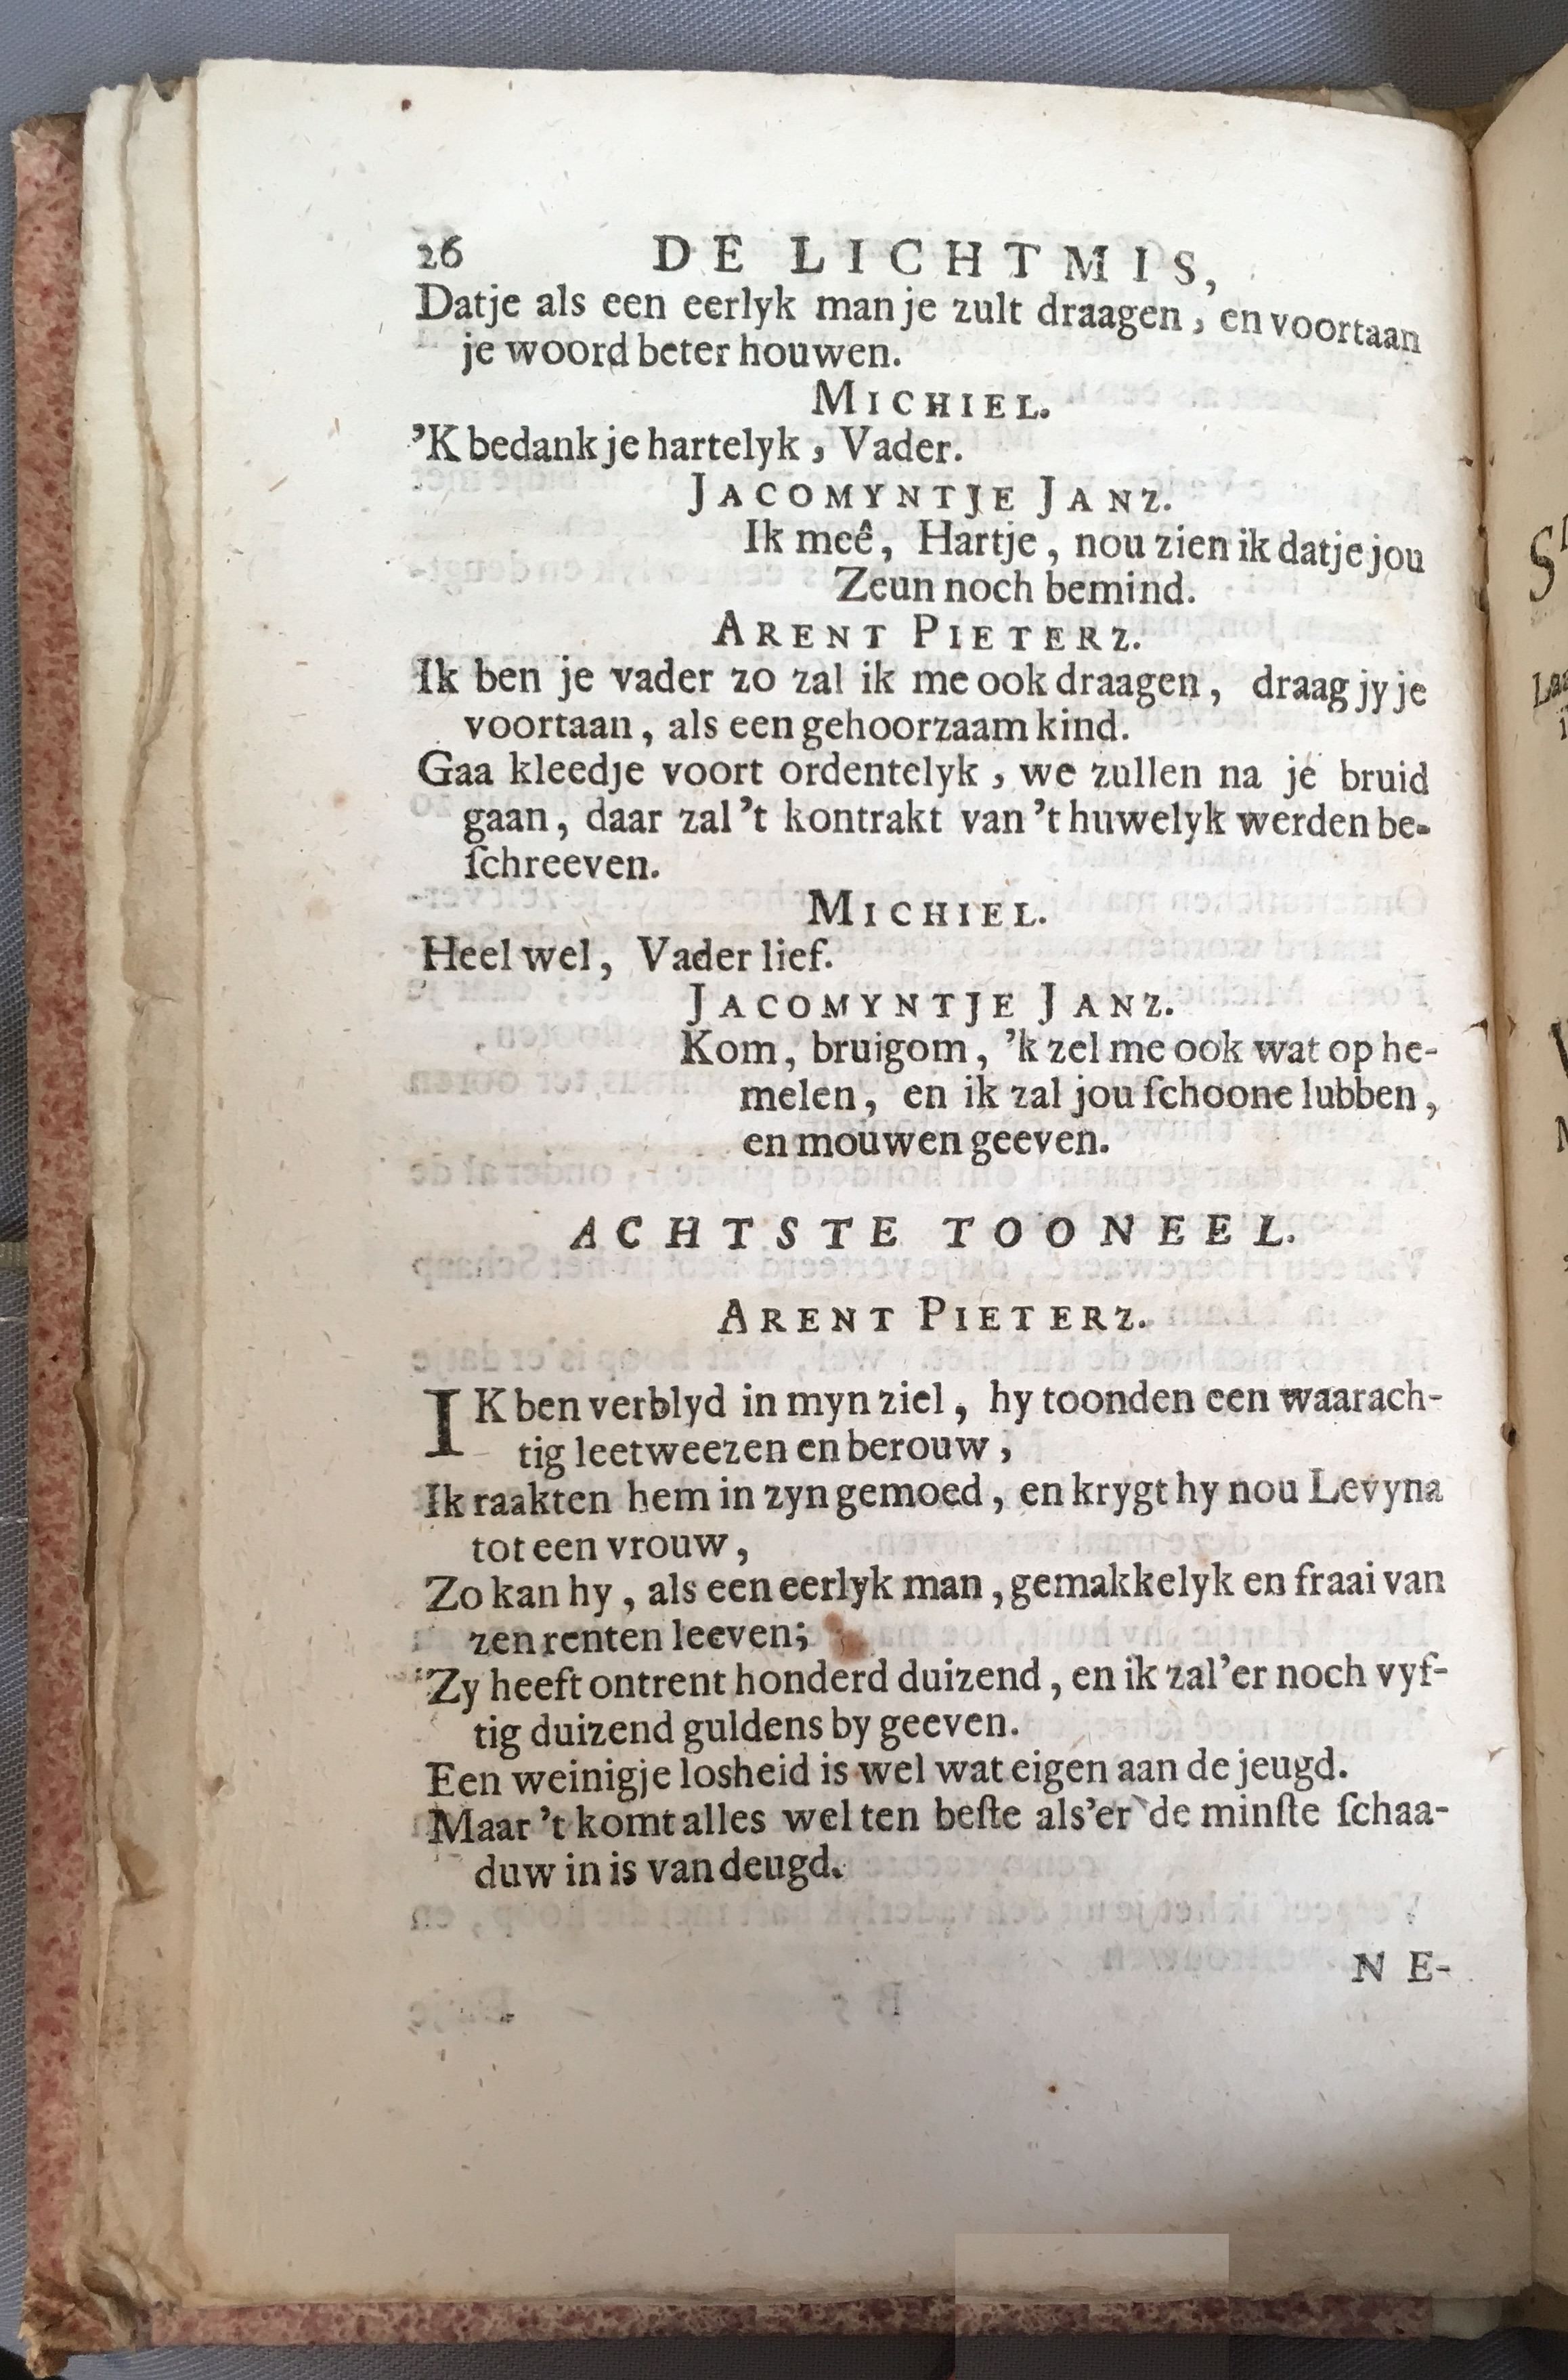 26 DE LICHTMIS,
Datje als een eerlyk man je zult draagen, en voortaan
je woord beter houwen.
MICHIEL.
’K bedank je hartelyk, Vader.
JACOMYNTJE JANZ.
Ik meê, Hartje, nou zien ik datje jou
Zeun noch bemind.
ARENT PIETERZ.
Ik ben je vader zo zal ik me ook draagen, draag jy je
voortaan, als een gehoorzaam kind.
Gaa kleedje voort ordentelyk, we zullen na je bruid
gaan, daar zal ’t kontrakt van ’t huwelyk werden be-
ſchreeven.
MICHIEL.
Heel wel, Vader lief.
JACOMYNTJE JANZ.
Kom, bruigom, ’k zel me ook wat op he-
melen, en ik zal jou ſchoone lubben,
en mouwen geeven.
ACHTSTE TOONEEL.
ARENT PIETERZ.
IK ben verblyd in myn ziel, hy toonden een waarach-
tig leetweezen en berouw,
Ik raakten hem in zyn gemoed, en krygt hy nou Levyna
tot een vrouw,
Zo kan hy, als een eerlyk man, gemakkelyk en fraai van
zen renten leeven;
Zy heeft ontrent honderd duizend, en ik zal’er noch vyf-
tig duizend guldens by geeven.
Een weinigje losheid is wel wat eigen aan de jeugd.
Maar ’t komt alles wel ten beſte als’er de minſte ſchaa-
duw in is van deugd.
NE-